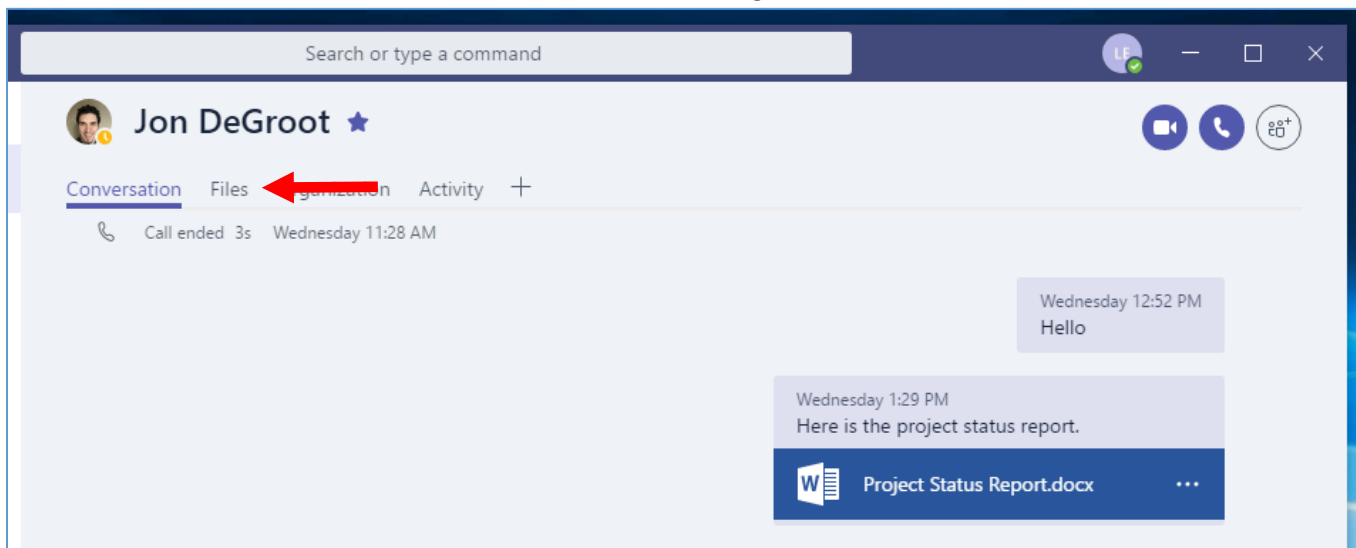 Search or type a command
LE
Jon DeGroot
Conversation Files Activity
Call ended 3s Wednesday 11:28 AM
Wednesday 12:52 PM
Hello
Wednesday 1:29 PM
Here is the project status report.
W Project Status Report.docx